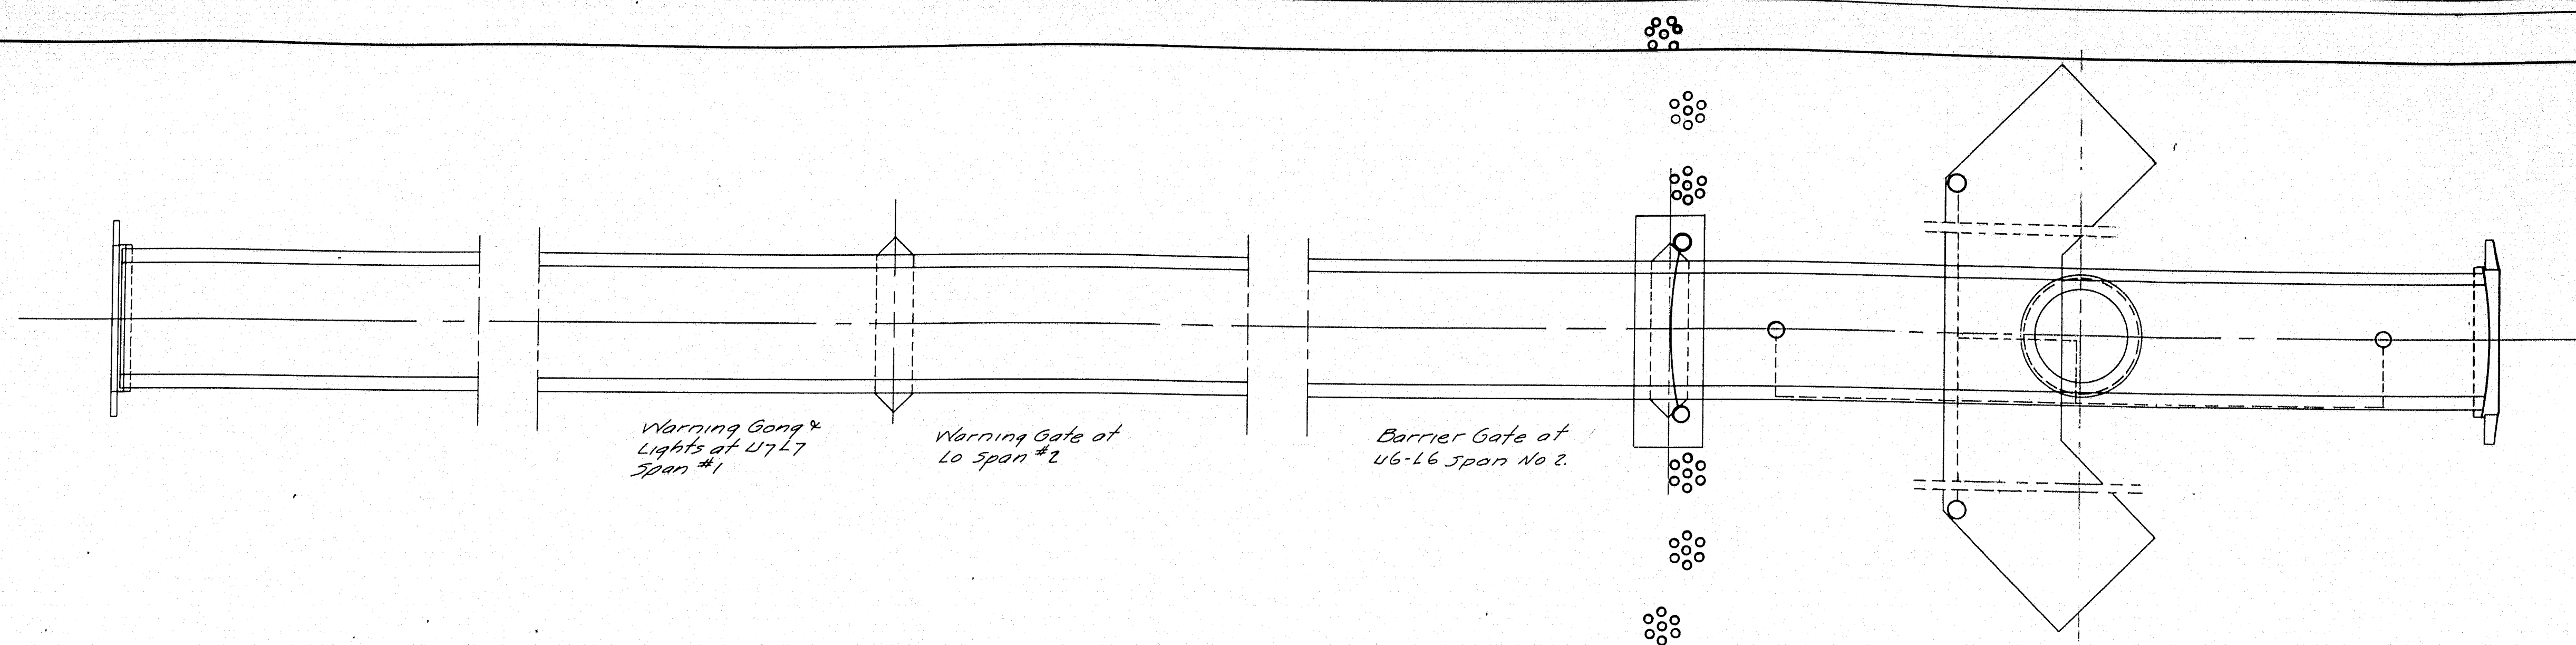 Warning Gong &
Lights at U7L7
Span #1
Warning Gate at
Lo Span #2
Barrier Gate at
U6-L6 Span No 2.